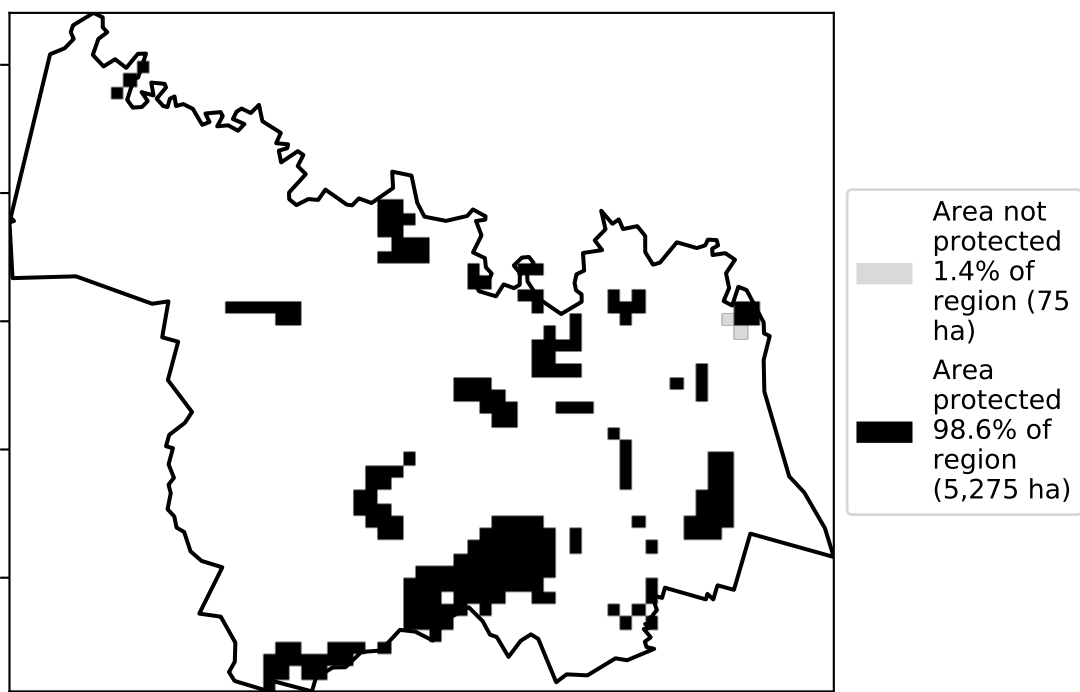 Area not
protected
1.4% of
region (75
ha)
Area
protected
98.6% of
region
(5,275 ha)